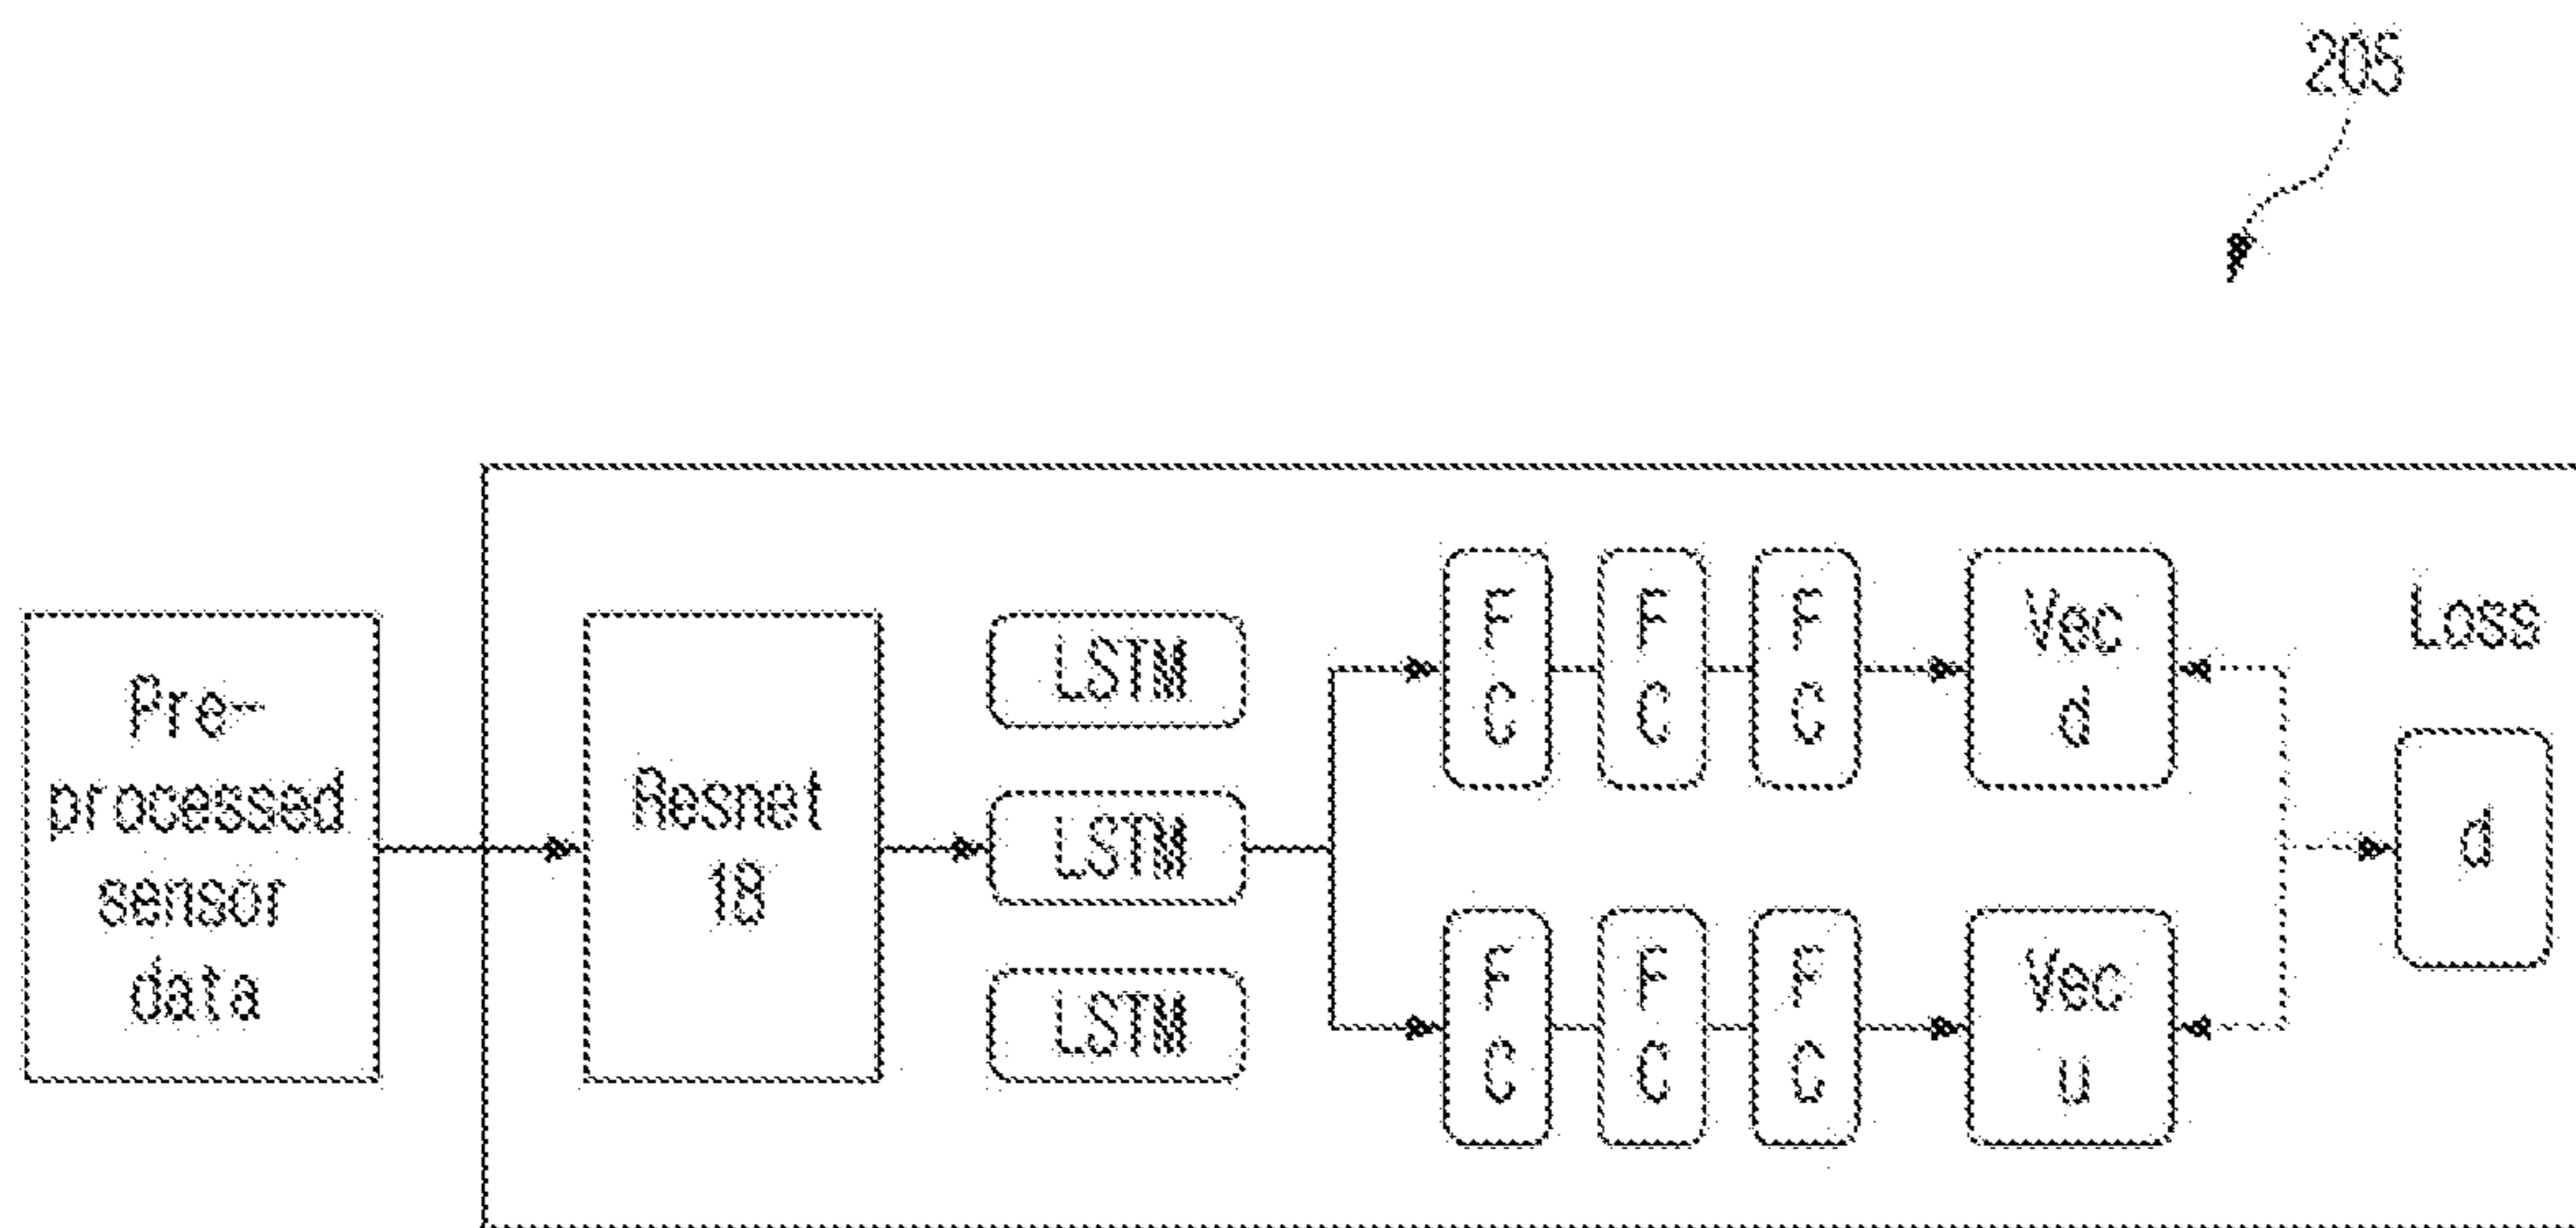 205
Pre-
processed
sensor
data
Resnet
18
LSTM
LSTM
LSTM
F
C
F
C
F
C
Vec
d
F
C
F
C
F
C
Vec
u
Loss
d